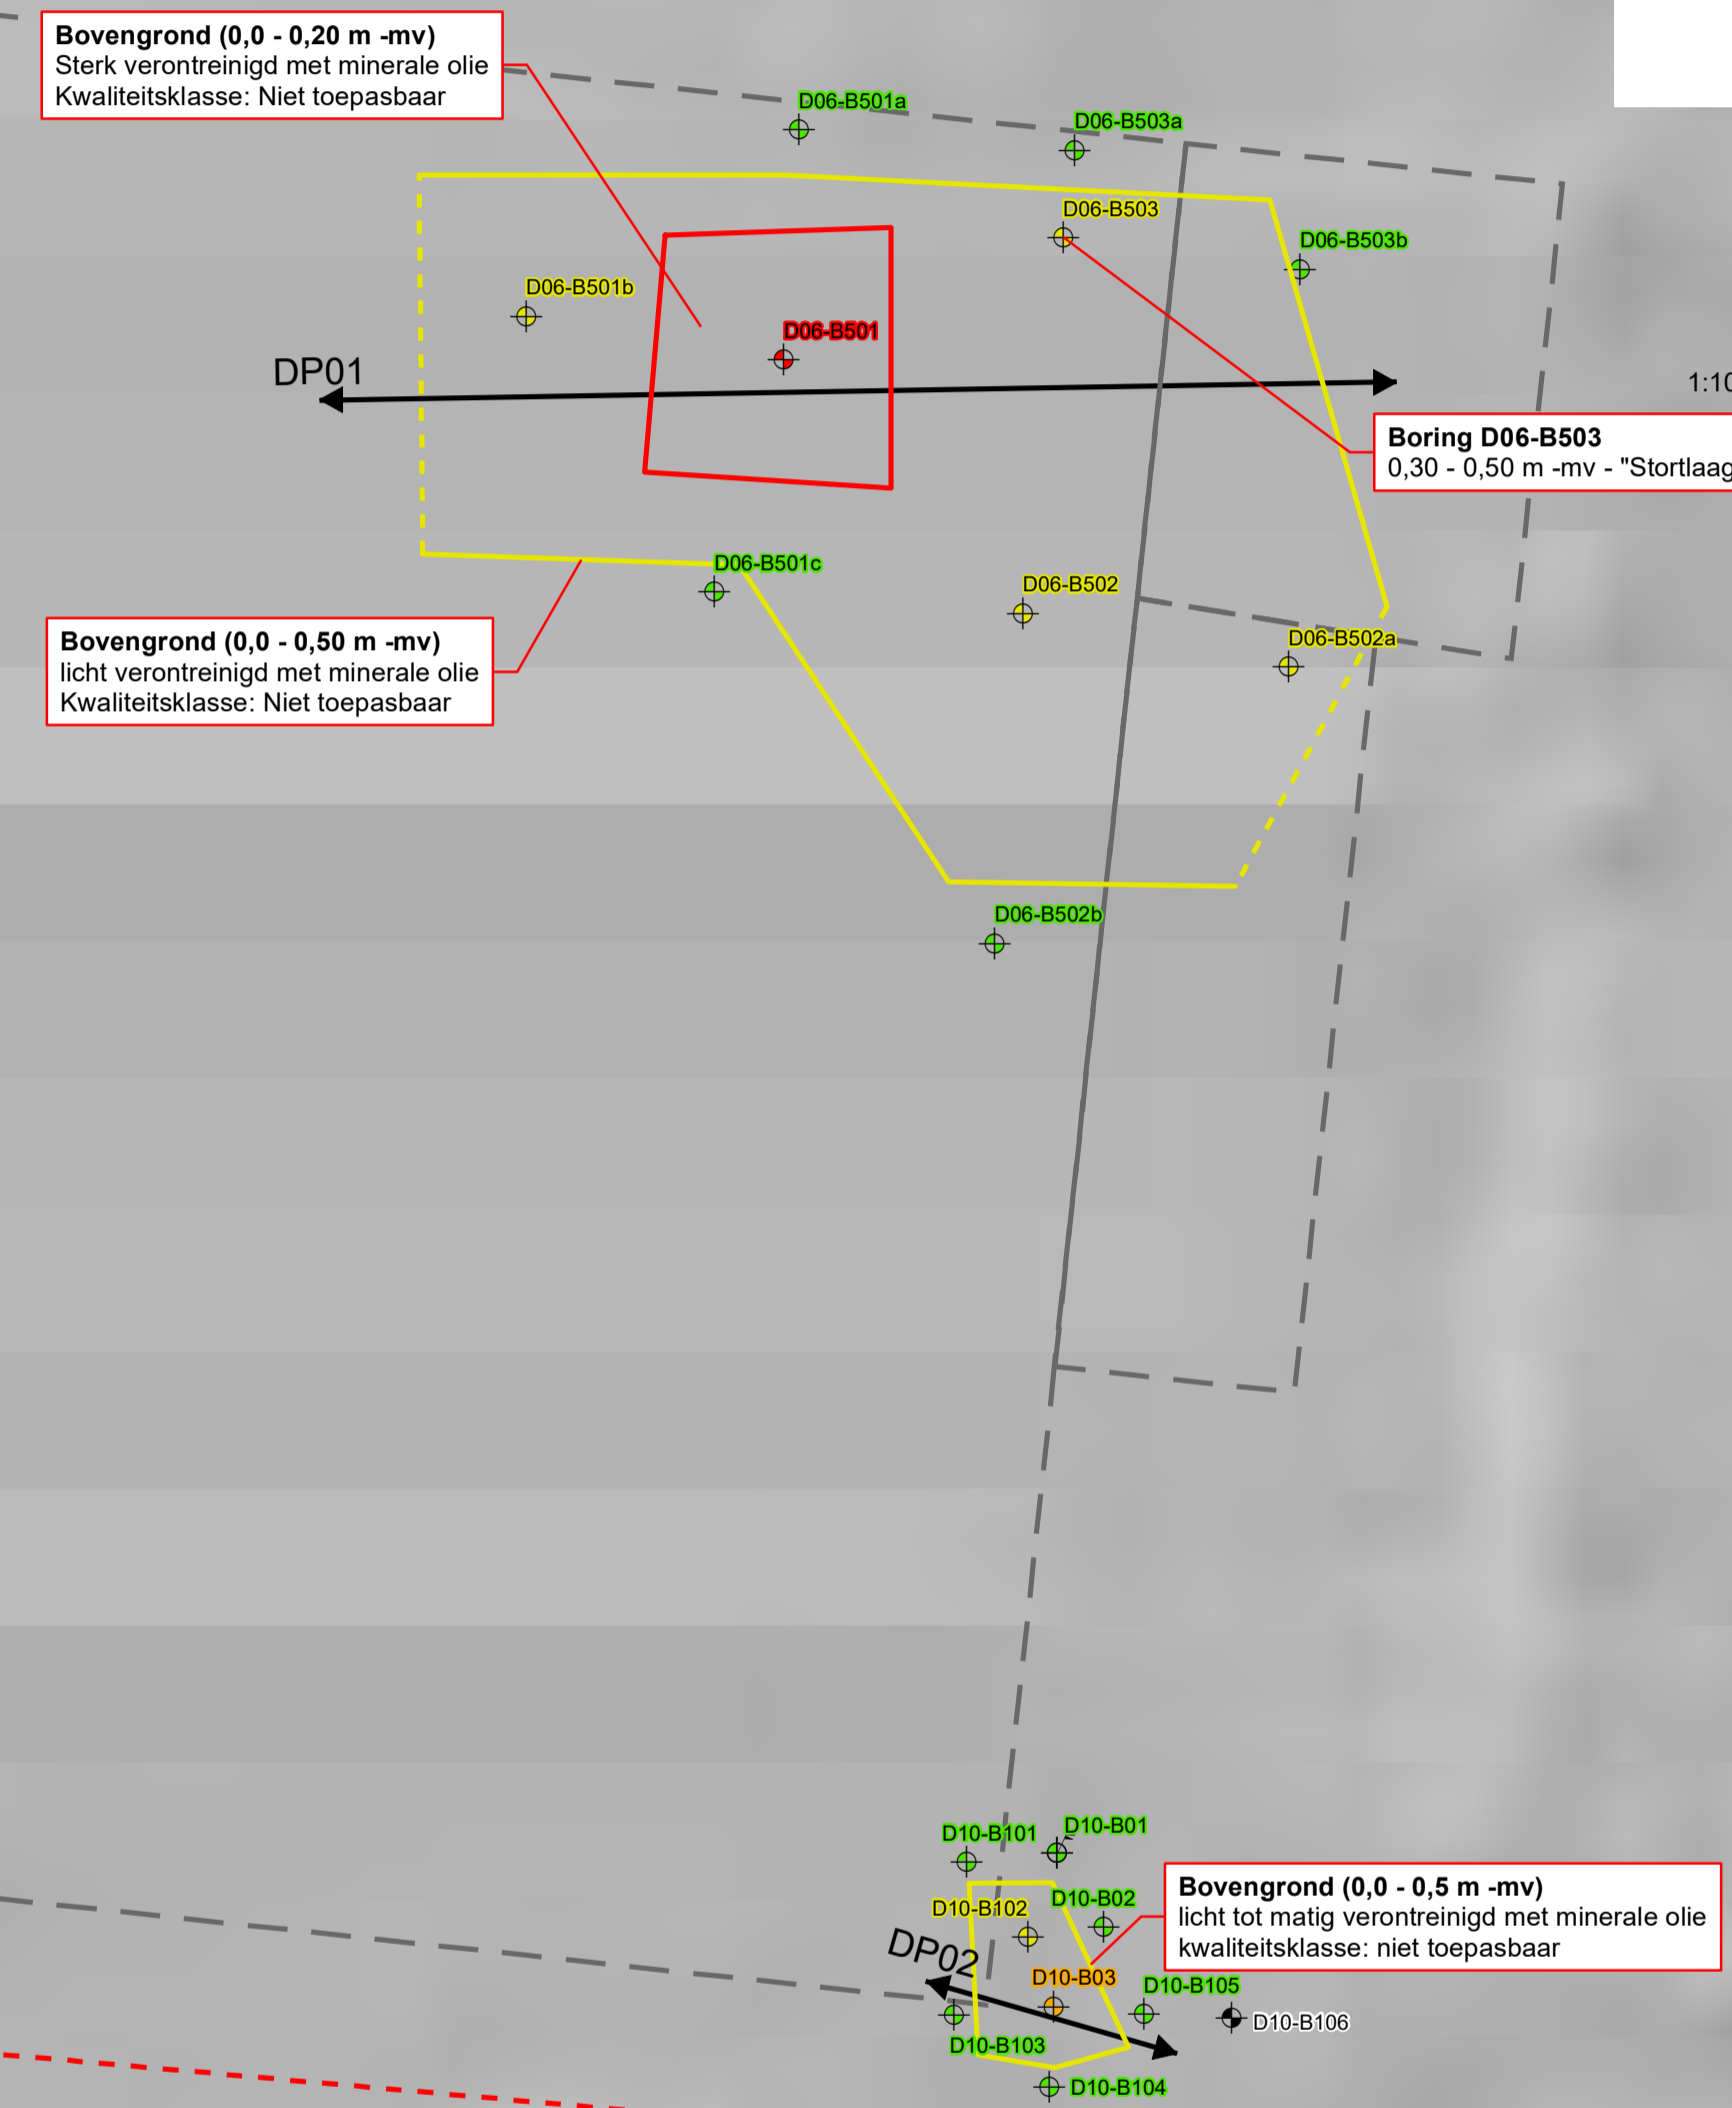 Bovengrond (0,0 - 0,20 m -mv)
Sterk verontreinigd met minerale olie
Kwaliteitsklasse: Niet toepasbaar
D06-B501a
D06-B503a
D06-B503
D06-B503b
D06-B501b
D06-B501
DP01
1:10
Boring D06-B503
0,30 - 0,50 m -mv - "Stortlaag
D06-B501c
D06-B502
Bovengrond (0,0 - 0,50 m -mv)
licht verontreinigd met minerale olie
Kwaliteitsklasse: Niet toepasbaar
D06-B502a
D06-B502b
D10-B101
D10-B01
D10-B102
D10-B02
Bovengrond (0,0 - 0,5 m -mv)
licht tot matig verontreinigd met minerale olie
kwaliteitsklasse: niet toepasbaar
DP02
D10-B03
D10-B105
D10-B106
D10-B103
D10-B104